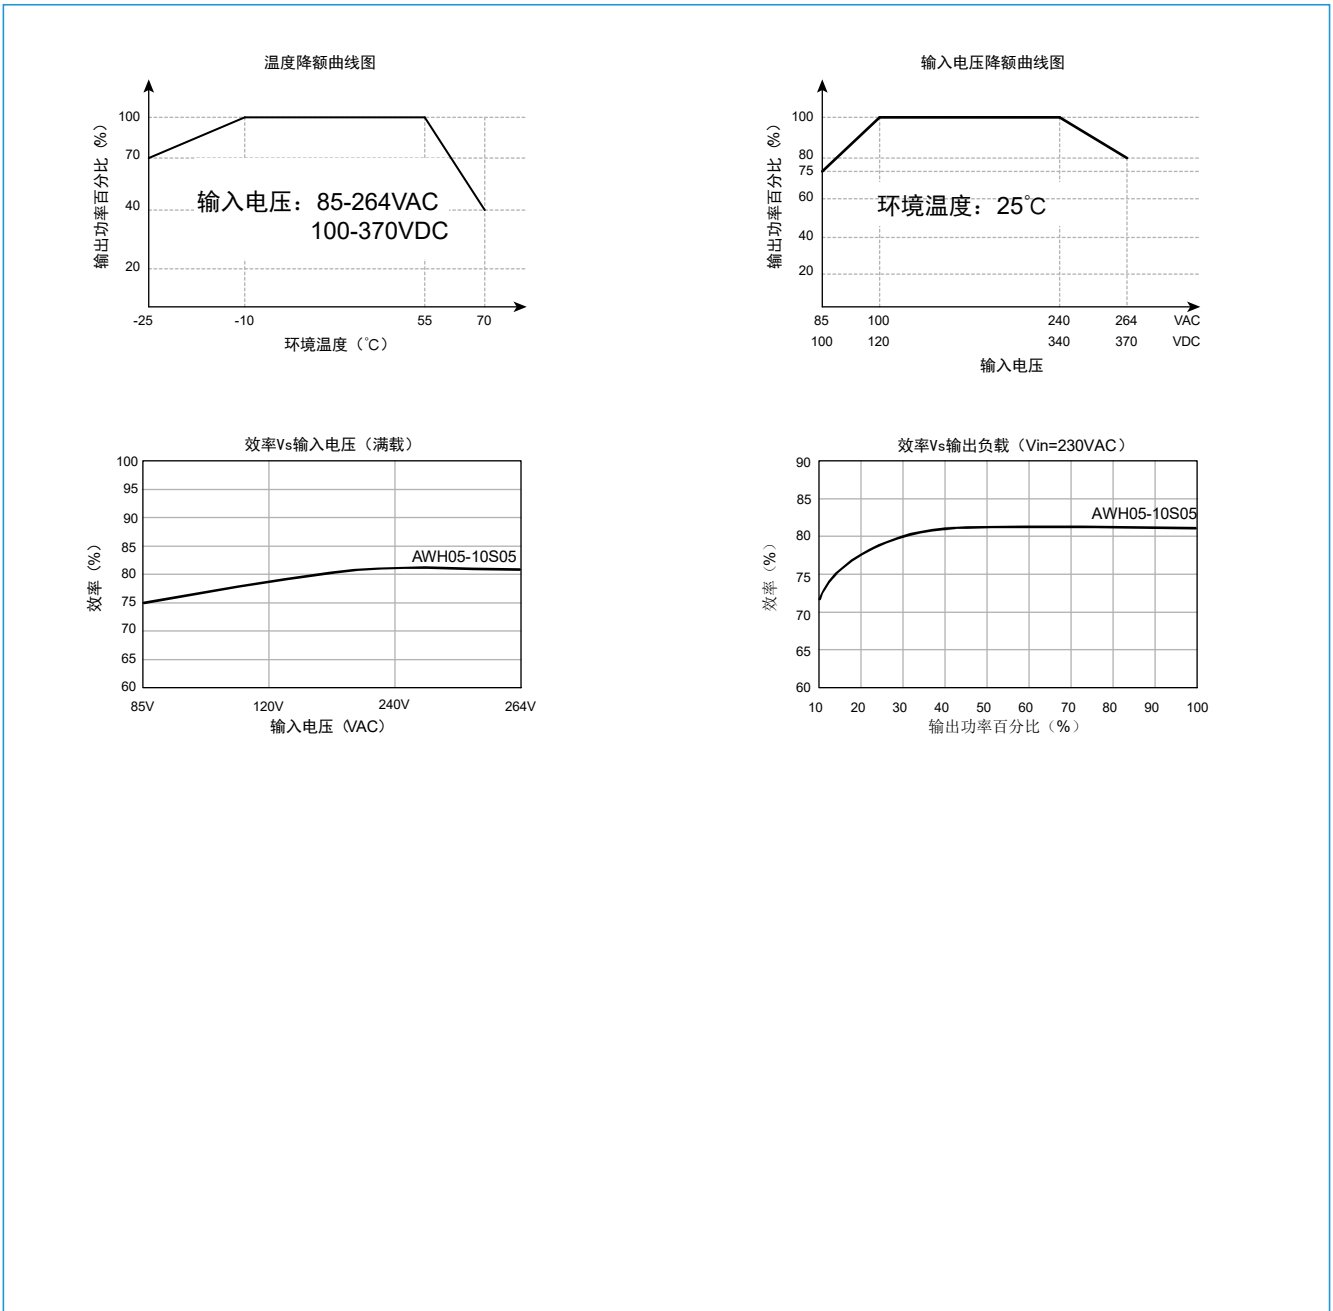 温度降额曲线图
输出功率百分比（%）
100
70
40
20
输入电压：85-264VAC
100-370VDC
-25 -10 55 70
环境温度（℃）
输入电压降额曲线图
输出功率百分比（%）
100
80
75
60
40
20
环境温度：25℃
85 100 240 264 VAC
100 120 340 370 VDC
输入电压
效率Vs输入电压（满载）
效率（%）
100
95
90
85
80
75
70
65
60
AWH05-10S05
85V 120V 240V 264V
输入电压（VAC）
效率Vs输出负载（Vin=230VAC）
效率（%）
90
85
80
75
70
65
60
AWH05-10S05
10 20 30 40 50 60 70 80 90 100
输出功率百分比（%）